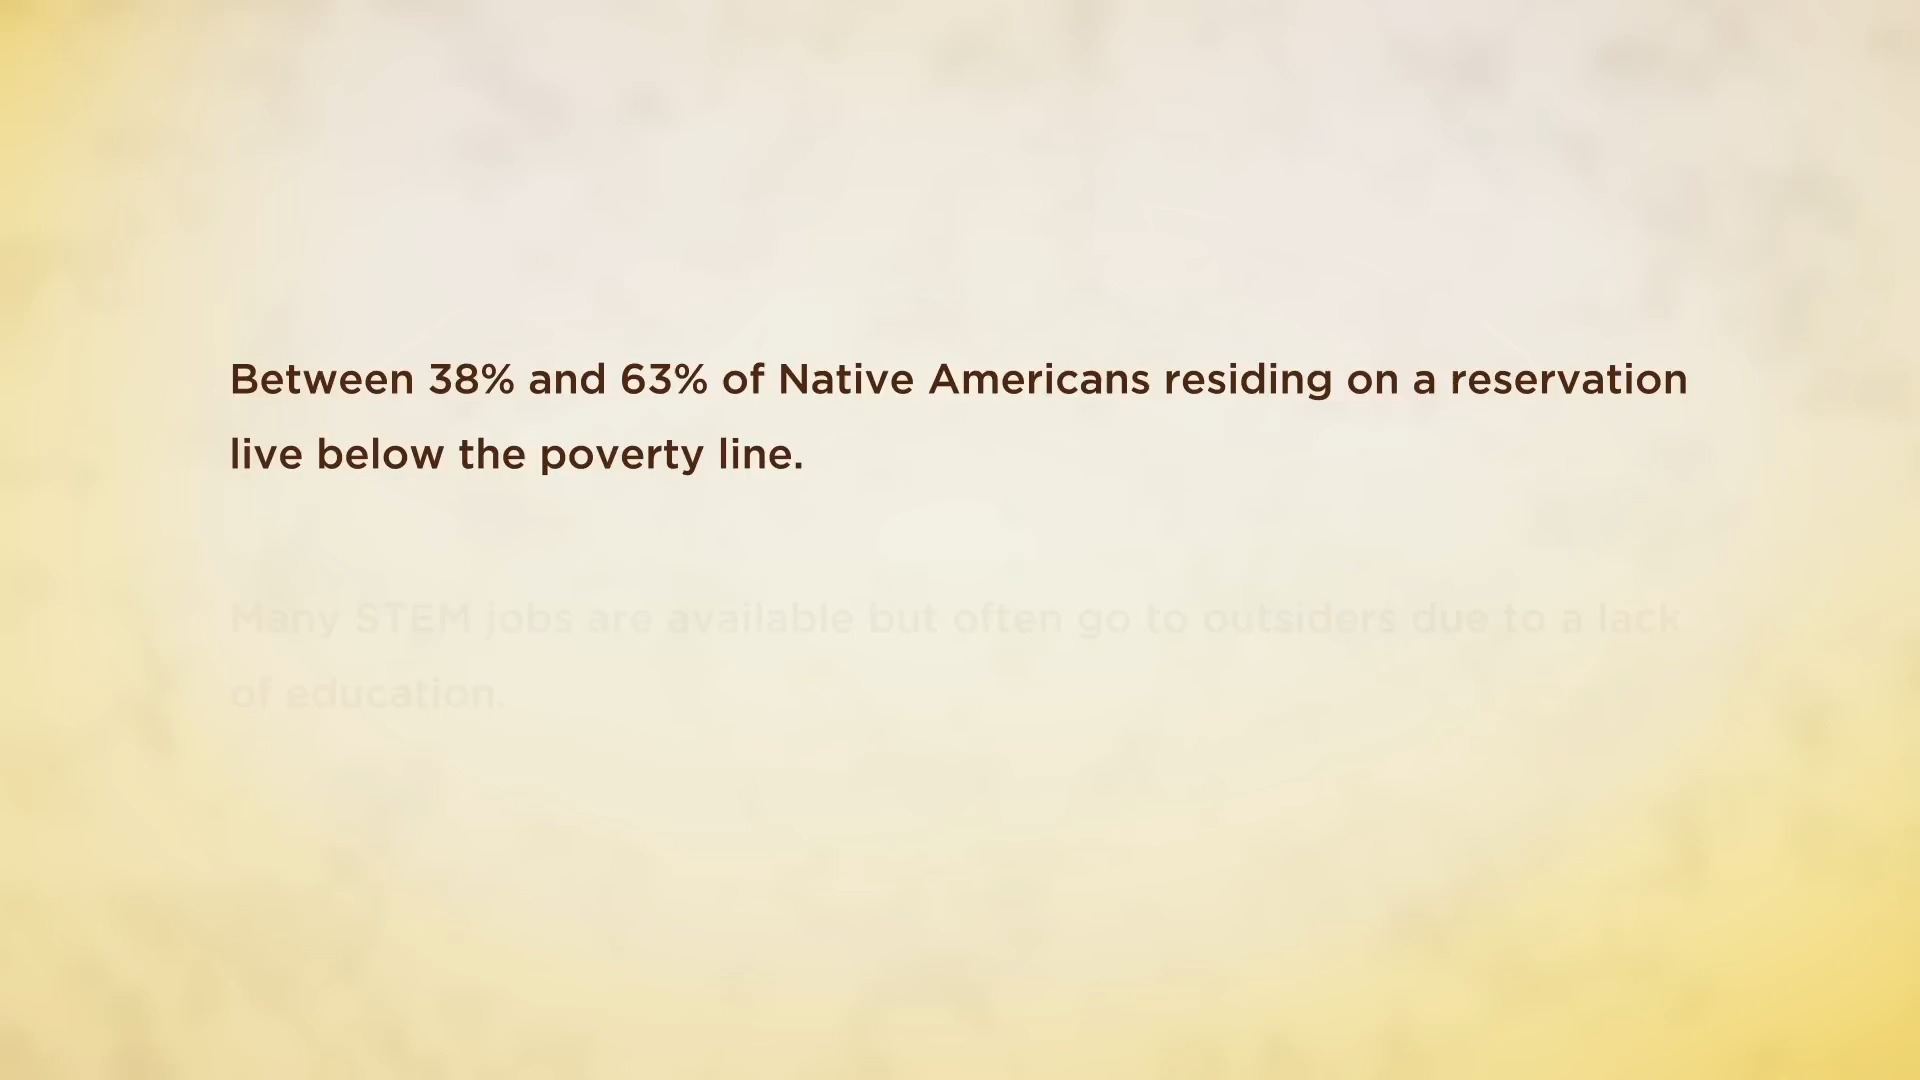 Between 38% and 63% of Native Americans residing on a reservation
live below the poverty line.
Many STEM jobs are available but often go to outsiders due to a lack
of education.